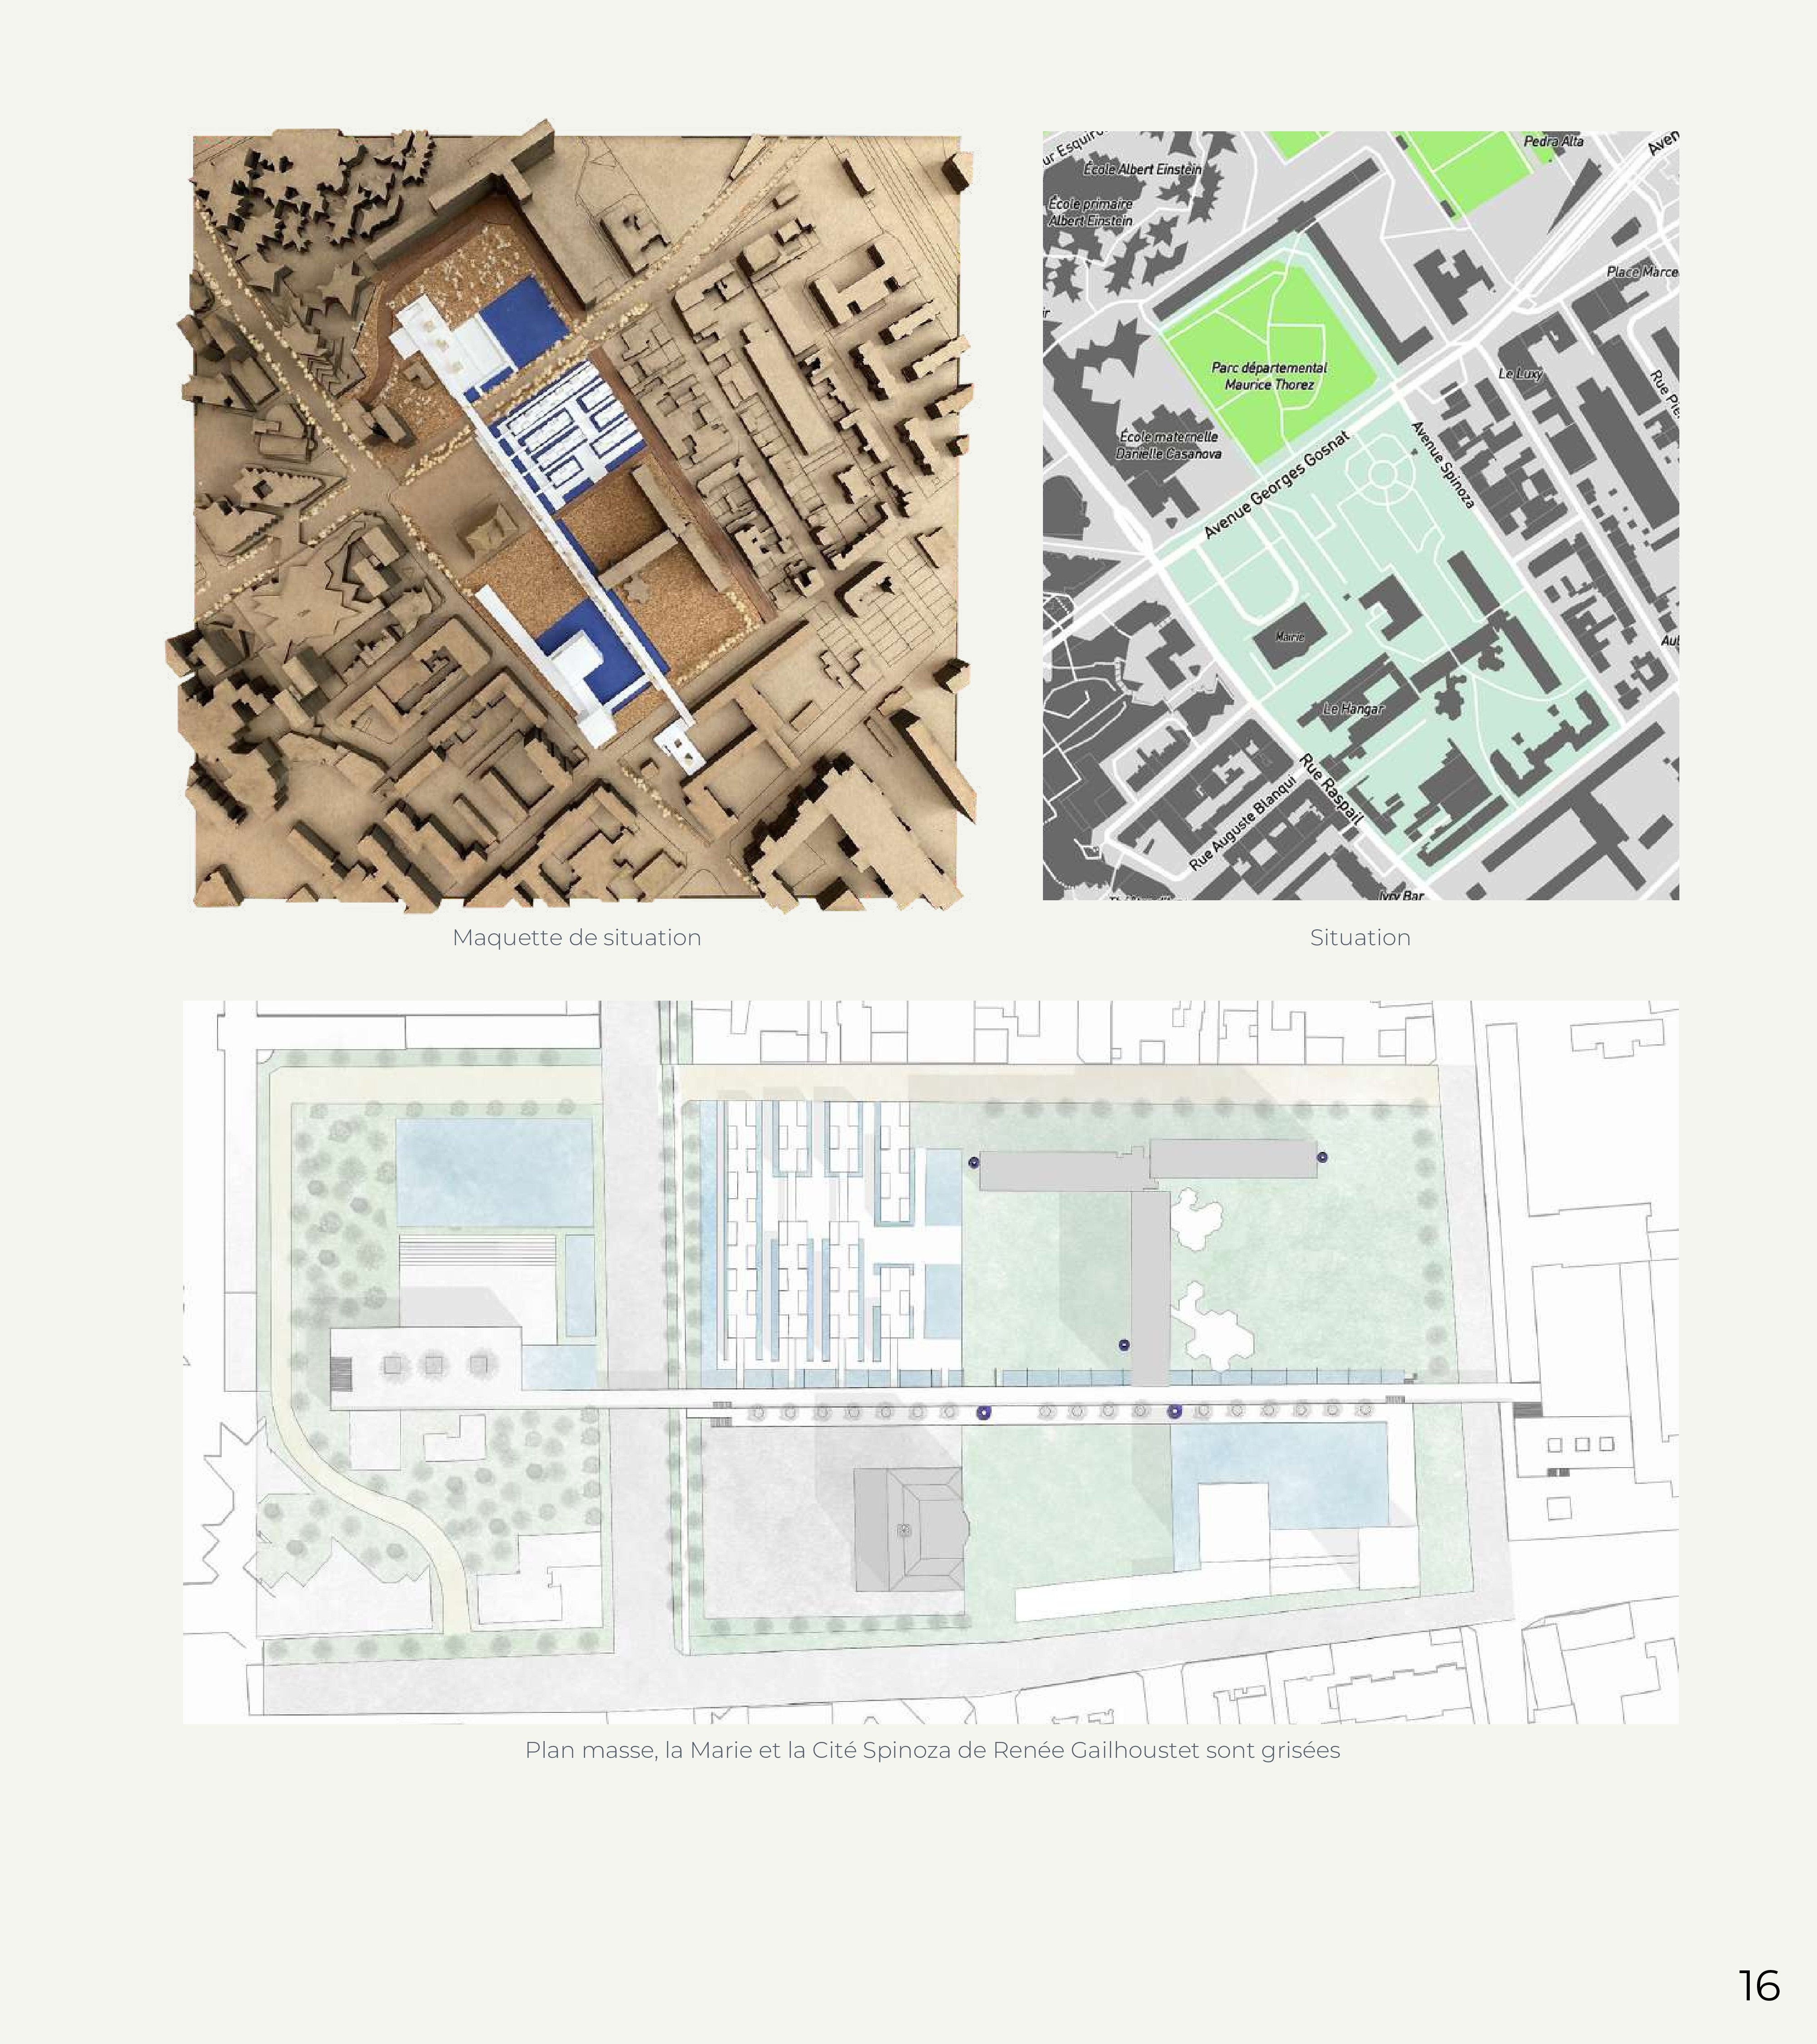 ur Esquiro
École Albert Einstein
École primaire
Albert Einstein
Pedra Alta
Aven
Place Marce
ir
Parc départemental
Maurice Thorez
Le Luxy
Rue Pie
École maternelle
Danielle Casanova
Avenue Georges Gosnat
Avenue Spinoza
Mairie
Le Hangar
Rue Raspail
Rue Auguste Blanqui
Ivry Bar
Maquette de situation
Situation
Plan masse, la Marie et la Cité Spinoza de Renée Gailhoustet sont grisées
16